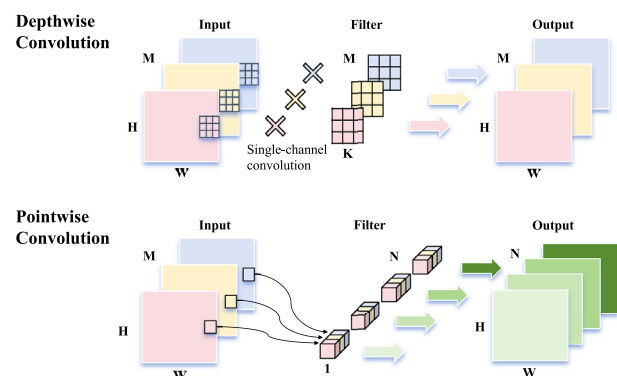 Depthwise
Convolution
Input
Filter
Output
M
M
M
H
H
Single-channel
convolution
K
W
W
Pointwise
Convolution
Input
Filter
Output
M
N
N
H
H
1
W
W